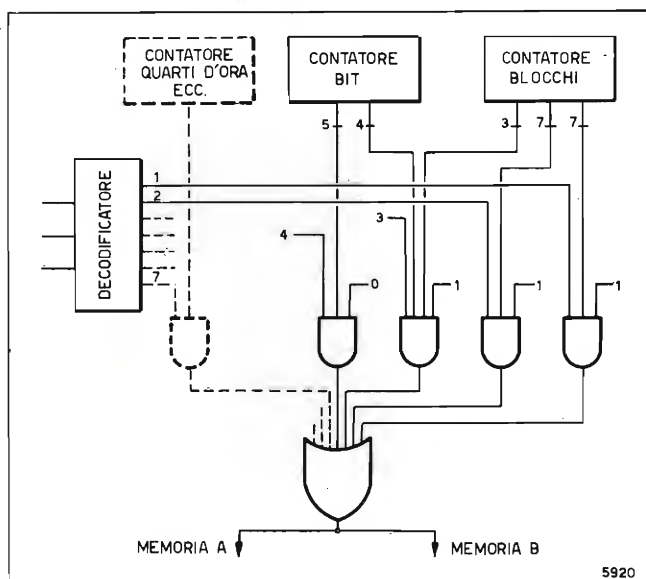 CONTATORE
QUARTI D'ORA
ECC.
CONTATORE
BIT
CONTATORE
BLOCCHI
5 4
3 7 7
DECODIFICATORE
1
2
7
4
3
0
1
1
1
MEMORIA A
MEMORIA B
5920